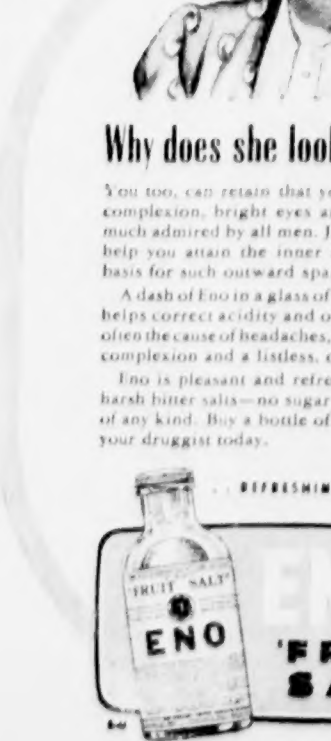 Why does she loo
You too, can retain that y
complexion, bright eyes a
much admired by all men. J
help you attain the inner
basis for such outward spa
A dash of Eno in a glass of
helps correct acidity and o
often the cause of headaches,
complexion and a listless,
Eno is pleasant and refre
harsh bitter salts—no sugar
of any kind. Buy a bottle of
your druggist today.
. . REFRESHIN
EN
"FRUIT SALT"
ENO
'F R
S A